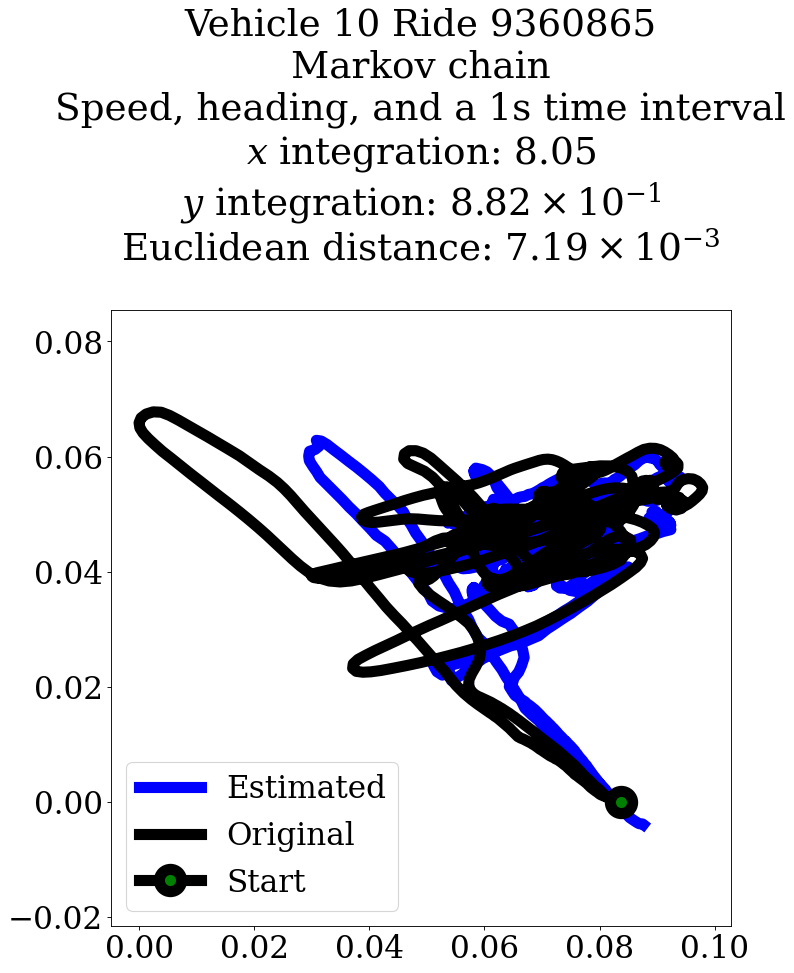 Vehicle 10 Ride 9360865
Markov chain
Speed, heading, and a 1s time interval
x integration: 8.05
y integration: 8.82 × 10⁻¹
Euclidean distance: 7.19 × 10⁻³
0.08
0.06
0.04
0.02
0.00
−0.02
Estimated
Original
Start
0.00 0.02 0.04 0.06 0.08 0.10